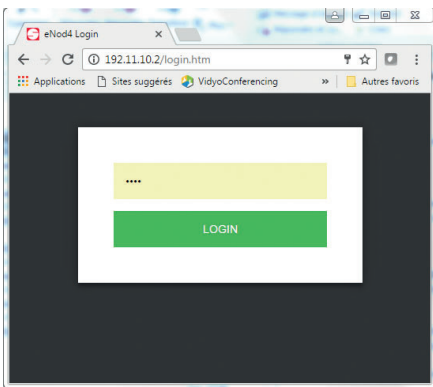 eNod4 Login
192.11.10.2/login.htm
Applications Sites suggérés VidyoConferencing » Autres favoris
••••
LOGIN